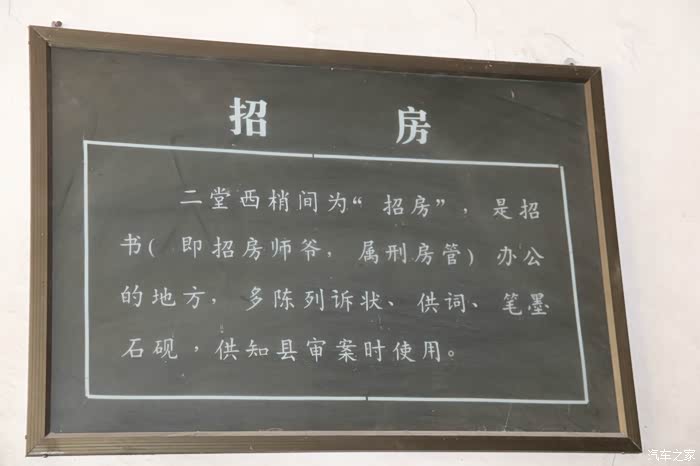 招 房
二堂西梢间为“招房”，是招
书(即招房师爷，属刑房管)办公
的地方，多陈列诉状、供词、笔墨
石砚，供知县审案时使用。
汽车之家